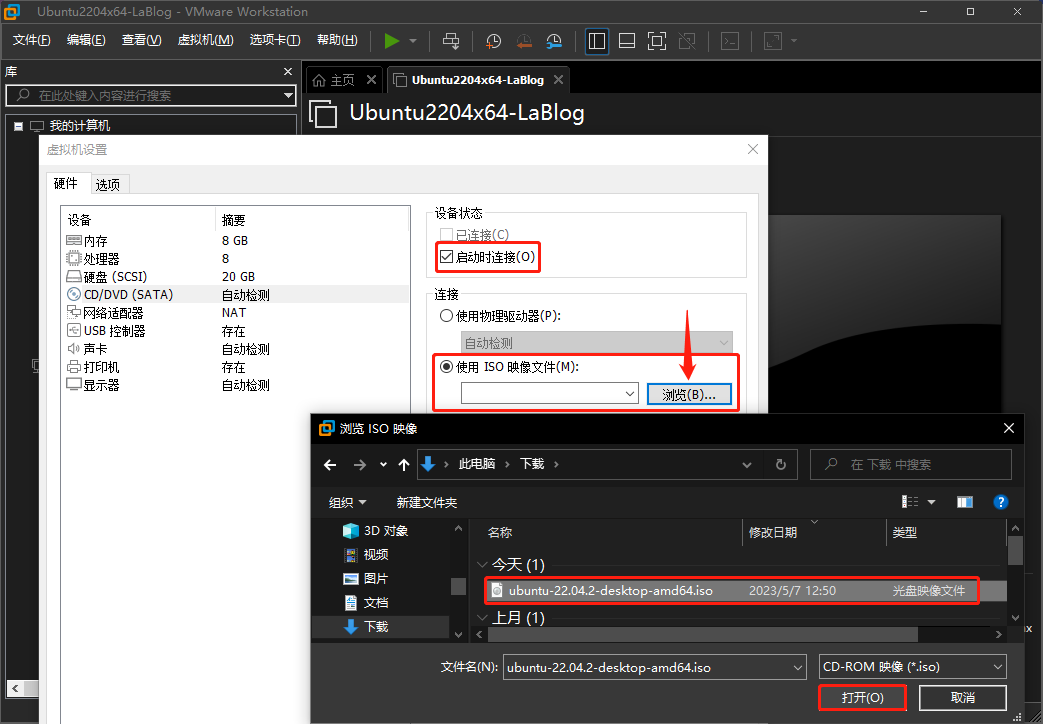 Ubuntu2204x64-LaBlog - VMware Workstation
文件(F) 编辑(E) 查看(V) 虚拟机(M) 选项卡(T) 帮助(H)
库
在此处键入内容进行搜索
我的计算机
主页
Ubuntu2204x64-LaBlog
Ubuntu2204x64-LaBlog
虚拟机设置
硬件 选项
设备 摘要
内存 8 GB
处理器 8
硬盘 (SCSI) 20 GB
CD/DVD (SATA) 自动检测
网络适配器 NAT
USB 控制器 存在
声卡 自动检测
打印机 存在
显示器 自动检测
设备状态
已连接(C)
启动时连接(O)
连接
使用物理驱动器(P):
自动检测
使用 ISO 映像文件(M):
浏览(B)...
浏览 ISO 映像
此电脑 下载
在 下载 中搜索
组织 新建文件夹
3D 对象
视频
图片
文档
下载
名称 修改日期 类型
今天 (1)
ubuntu-22.04.2-desktop-amd64.iso 2023/5/7 12:50 光盘映像文件
上月 (1)
文件名(N): ubuntu-22.04.2-desktop-amd64.iso CD-ROM 映像 (*.iso)
打开(O) 取消